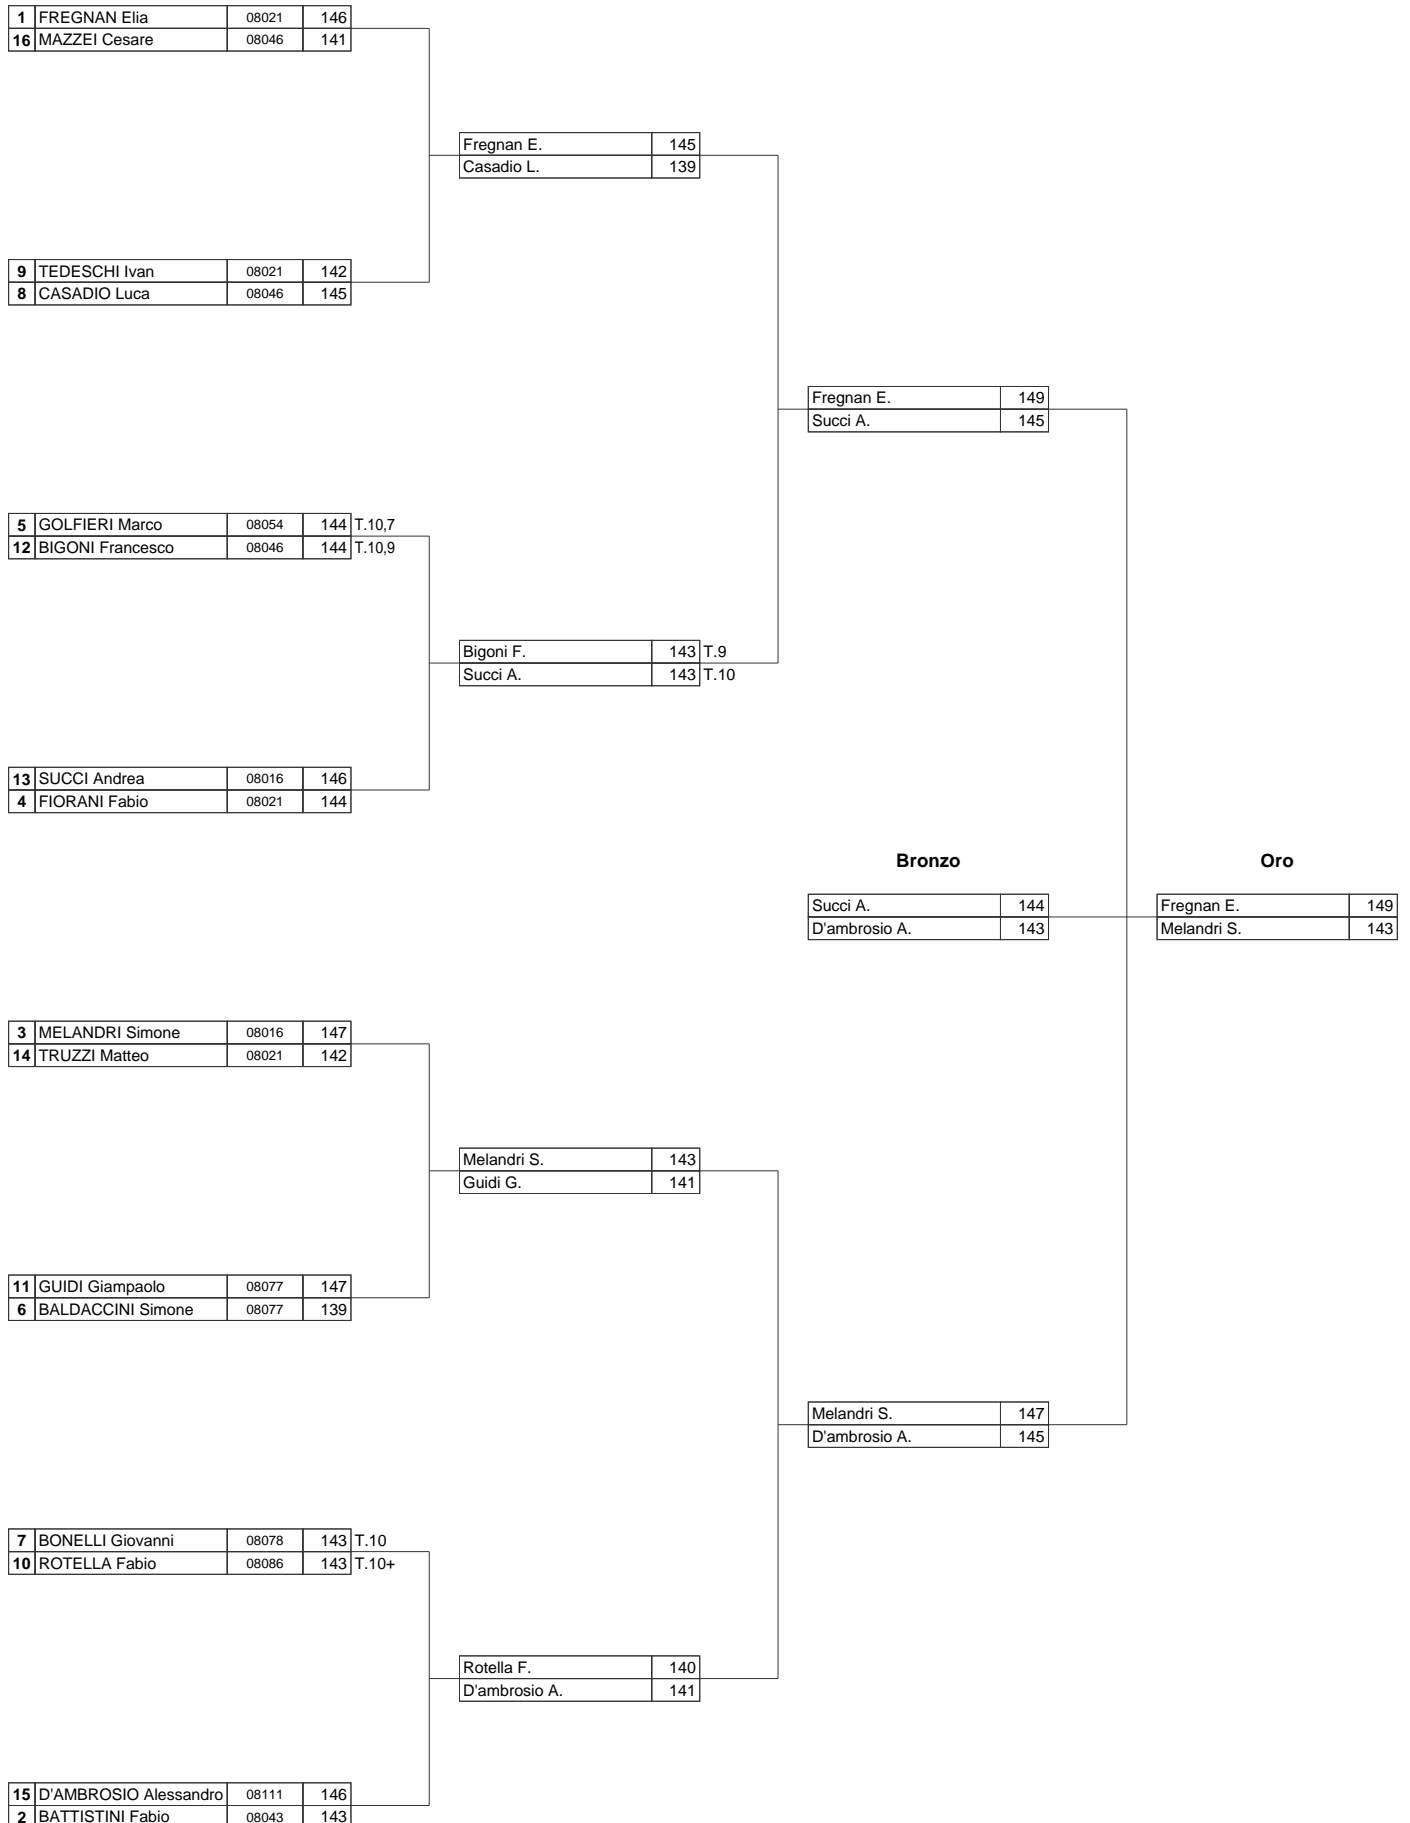 1 FREGNAN Elia 08021 146
16 MAZZEI Cesare 08046 141
Fregnan E. 145
Casadio L. 139
9 TEDESCHI Ivan 08021 142
8 CASADIO Luca 08046 145
Fregnan E. 149
Succi A. 145
5 GOLFIERI Marco 08054 144 T.10,7
12 BIGONI Francesco 08046 144 T.10,9
Bigoni F. 143 T.9
Succi A. 143 T.10
13 SUCCI Andrea 08016 146
4 FIORANI Fabio 08021 144
Bronzo Oro
Succi A. 144 Fregnan E. 149
D'ambrosio A. 143 Melandri S. 143
3 MELANDRI Simone 08016 147
14 TRUZZI Matteo 08021 142
Melandri S. 143
Guidi G. 141
11 GUIDI Giampaolo 08077 147
6 BALDACCINI Simone 08077 139
Melandri S. 147
D'ambrosio A. 145
7 BONELLI Giovanni 08078 143 T.10
10 ROTELLA Fabio 08086 143 T.10+
Rotella F. 140
D'ambrosio A. 141
15 D'AMBROSIO Alessandro 08111 146
2 BATTISTINI Fabio 08043 143